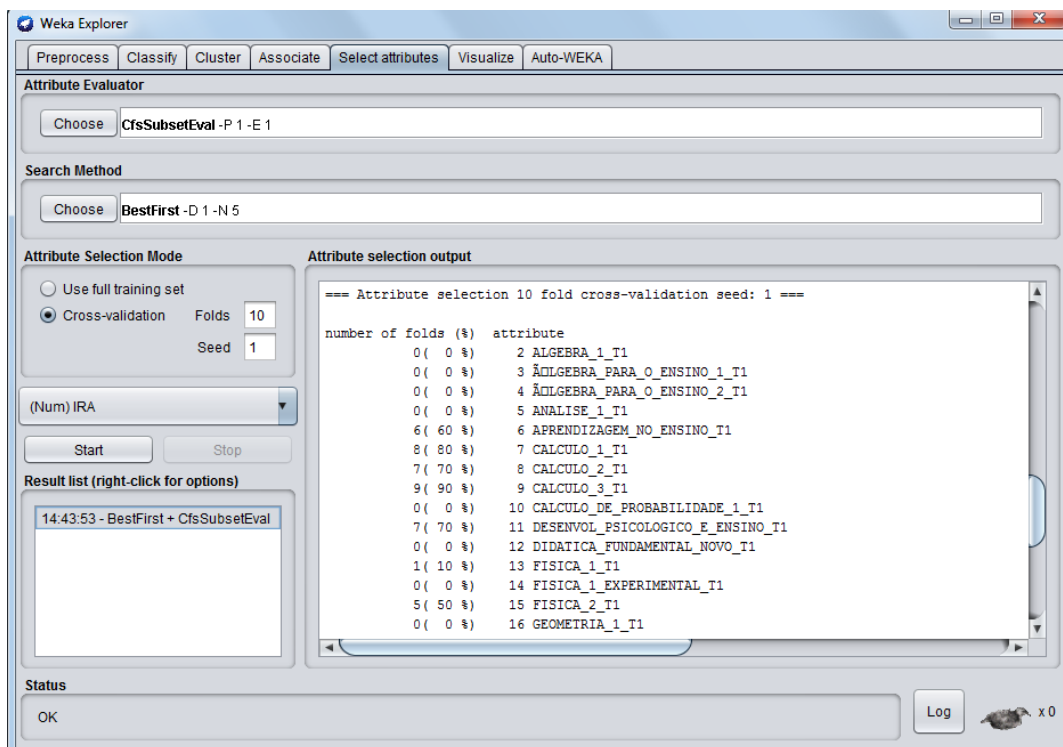 Weka Explorer
Preprocess Classify Cluster Associate Select attributes Visualize Auto-WEKA
Attribute Evaluator
Choose CfsSubsetEval -P 1 -E 1
Search Method
Choose BestFirst -D 1 -N 5
Attribute Selection Mode
Use full training set
Cross-validation Folds 10
Seed 1
(Num) IRA
Start Stop
Result list (right-click for options)
14:43:53 - BestFirst + CfsSubsetEval
Attribute selection output
=== Attribute selection 10 fold cross-validation seed: 1 ===
number of folds (%) attribute
0( 0 %) 2 ALGEBRA_1_T1
0( 0 %) 3 Ã□LGEBRA_PARA_O_ENSINO_1_T1
0( 0 %) 4 Ã□LGEBRA_PARA_O_ENSINO_2_T1
0( 0 %) 5 ANALISE_1_T1
6( 60 %) 6 APRENDIZAGEM_NO_ENSINO_T1
8( 80 %) 7 CALCULO_1_T1
7( 70 %) 8 CALCULO_2_T1
9( 90 %) 9 CALCULO_3_T1
0( 0 %) 10 CALCULO_DE_PROBABILIDADE_1_T1
7( 70 %) 11 DESENVOL_PSICOLOGICO_E_ENSINO_T1
0( 0 %) 12 DIDATICA_FUNDAMENTAL_NOVO_T1
1( 10 %) 13 FISICA_1_T1
0( 0 %) 14 FISICA_1_EXPERIMENTAL_T1
5( 50 %) 15 FISICA_2_T1
0( 0 %) 16 GEOMETRIA_1_T1
Status
OK
Log x 0